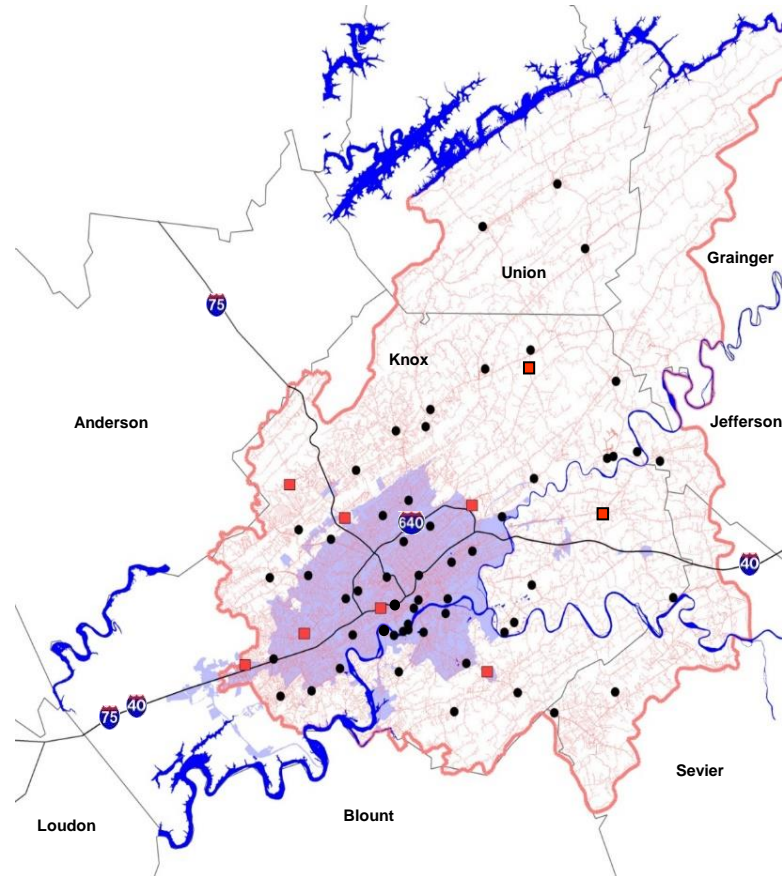 Grainger
Union
75
Knox
Anderson
Jefferson
640
40
75
40
Sevier
Blount
Loudon